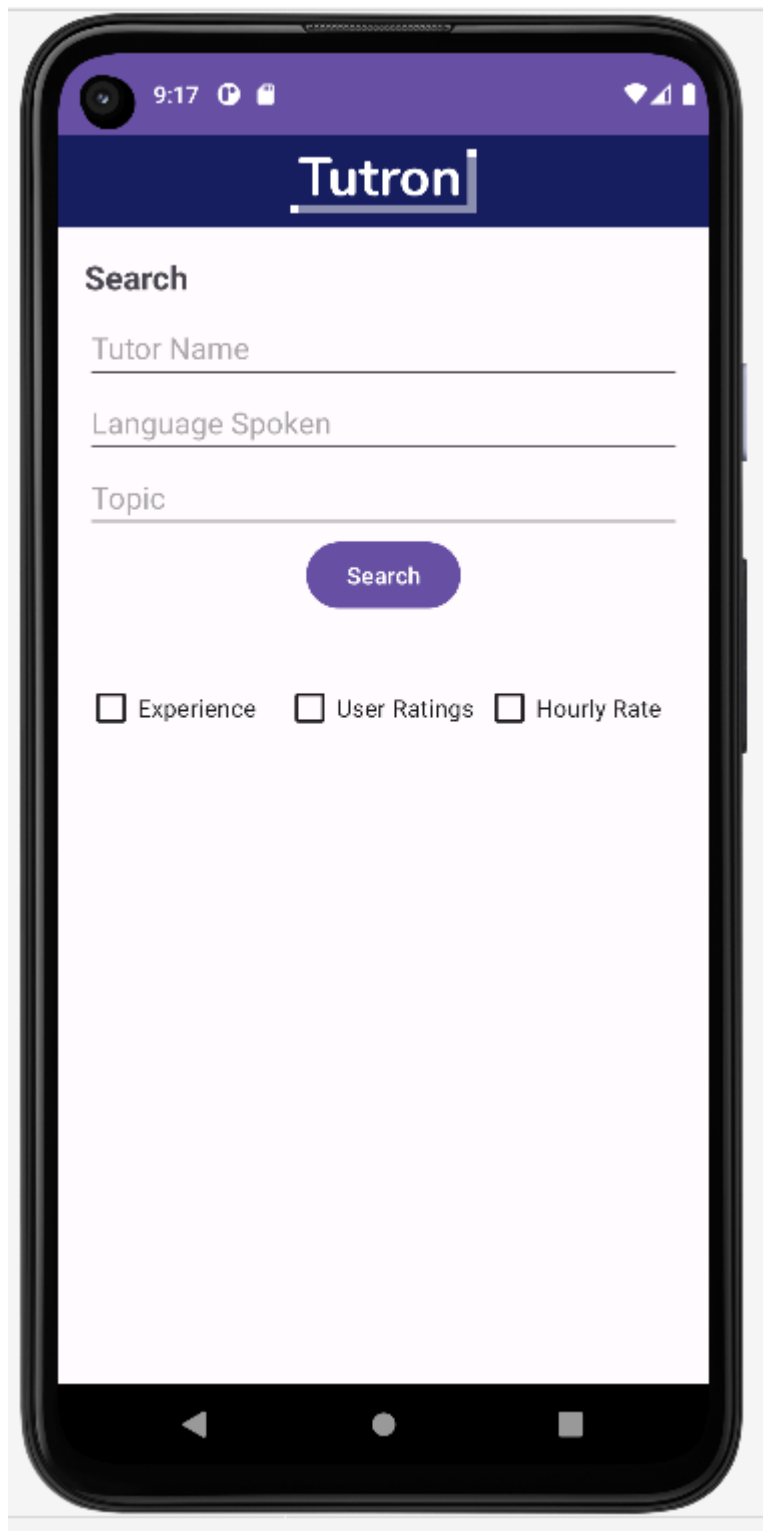 9:17
Tutron
Search
Tutor Name
Language Spoken
Topic
Search
Experience User Ratings Hourly Rate